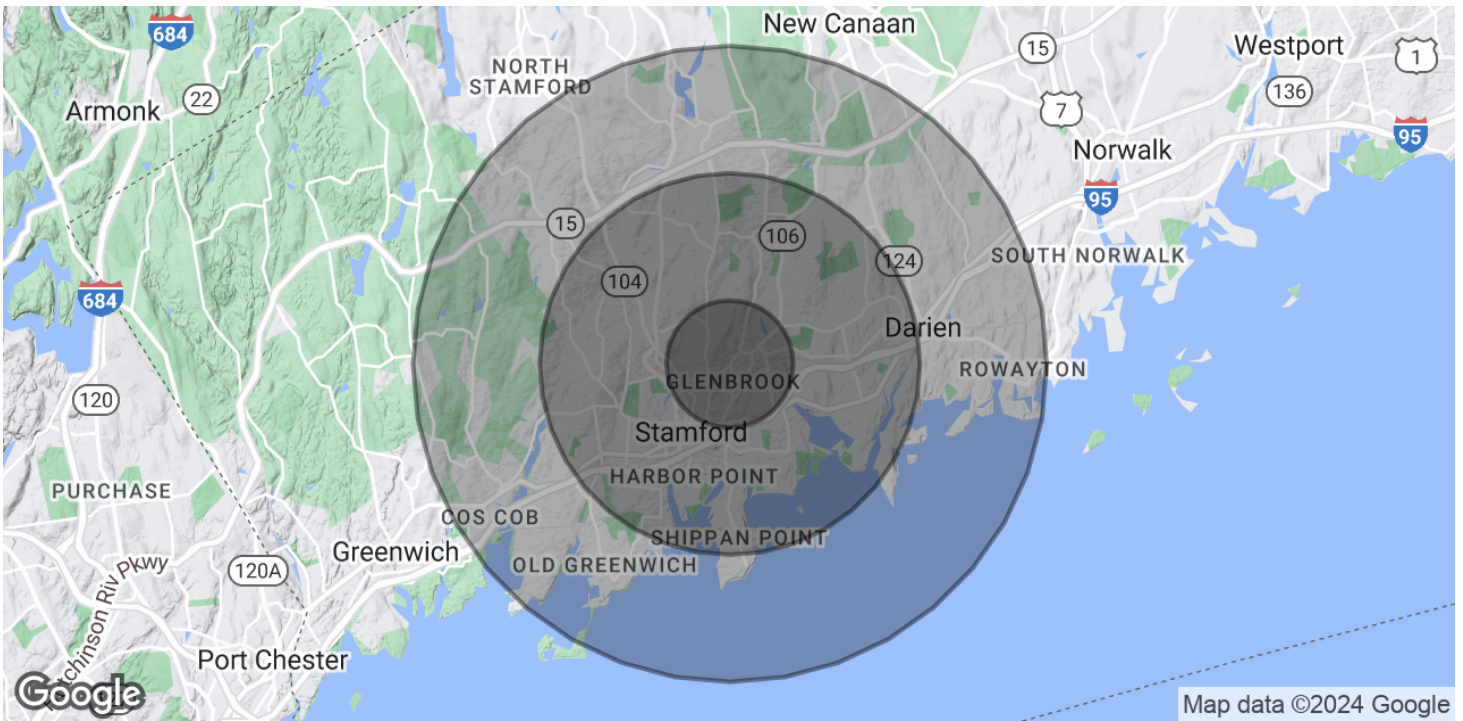 684
New Canaan
15
Westport
1
NORTH
STAMFORD
22
Armonk
136
7
95
Norwalk
95
15
106
SOUTH NORWALK
124
104
684
Darien
ROWAYTON
GLENBROOK
120
Stamford
HARBOR POINT
PURCHASE
COS COB
SHIPPAN POINT
Greenwich
OLD GREENWICH
120A
Hutchinson Riv Pkwy
Port Chester
Google
Map data ©2024 Google